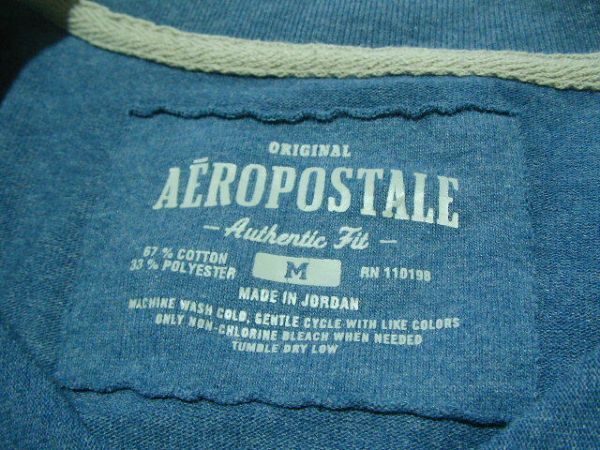 ORIGINAL
AÉROPOSTALE
- Authentic Fit -
67 % COTTON
33 % POLYESTER
M
RN 110198
MADE IN JORDAN
MACHINE WASH COLD, GENTLE CYCLE WITH LIKE COLORS
ONLY NON-CHLORINE BLEACH WHEN NEEDED
TUMBLE DRY LOW